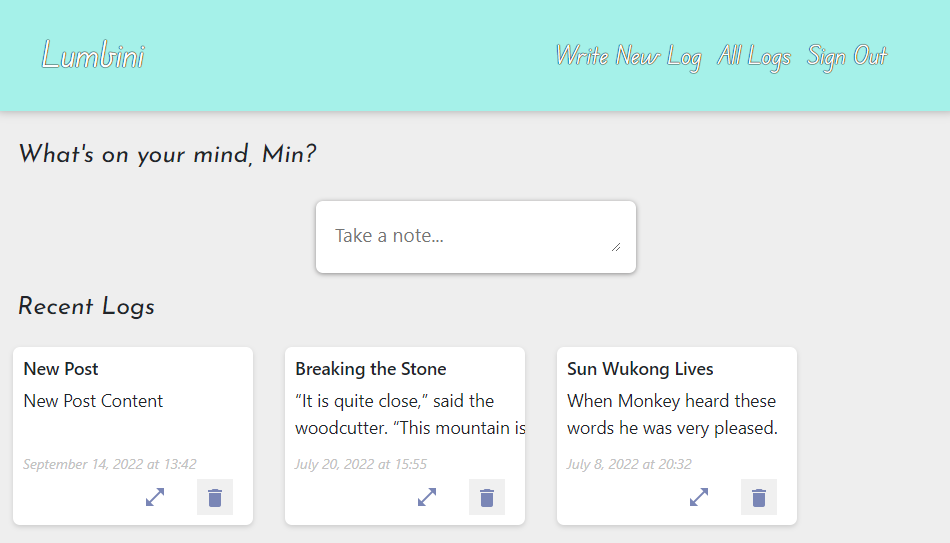 Lumbini
Write New Log All Logs Sign Out
What's on your mind, Min?
Take a note...
Recent Logs
New Post
New Post Content
September 14, 2022 at 13:42
Breaking the Stone
“It is quite close,” said the
woodcutter. “This mountain is
July 20, 2022 at 15:55
Sun Wukong Lives
When Monkey heard these
words he was very pleased.
July 8, 2022 at 20:32